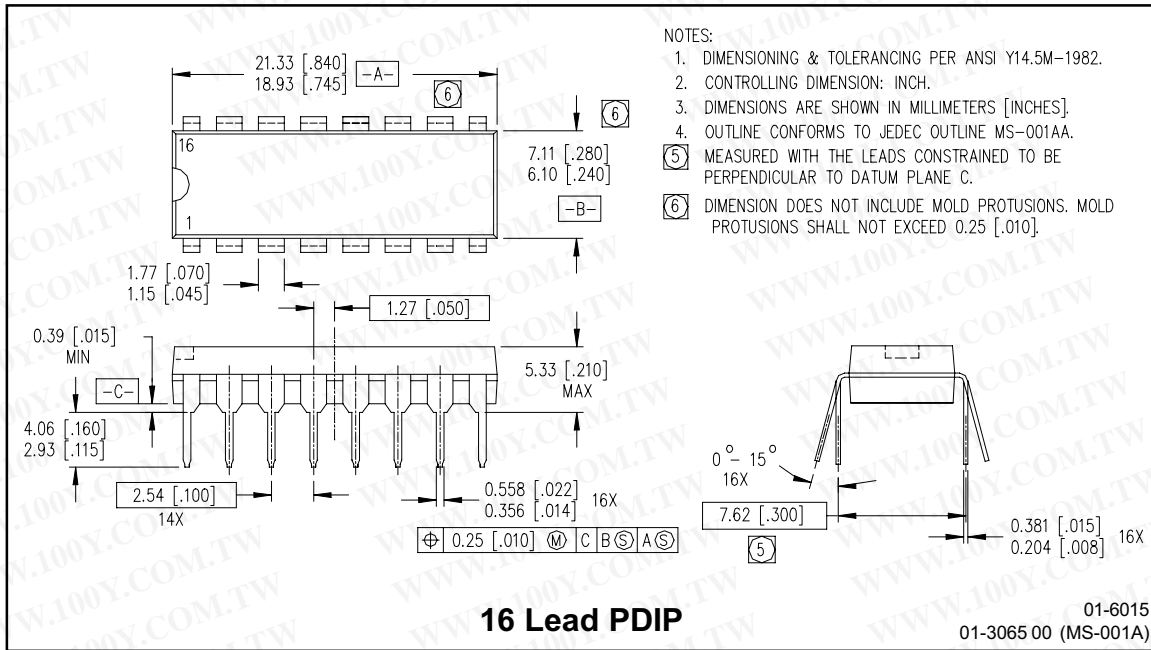 NOTES:
1. DIMENSIONING & TOLERANCING PER ANSI Y14.5M-1982.
2. CONTROLLING DIMENSION: INCH.
3. DIMENSIONS ARE SHOWN IN MILLIMETERS [INCHES].
4. OUTLINE CONFORMS TO JEDEC OUTLINE MS-001AA.
5 MEASURED WITH THE LEADS CONSTRAINED TO BE
PERPENDICULAR TO DATUM PLANE C.
6 DIMENSION DOES NOT INCLUDE MOLD PROTUSIONS. MOLD
PROTUSIONS SHALL NOT EXCEED 0.25 [.010].
21.33 [.840]
18.93 [.745]
-A-
6
6
16
1
7.11 [.280]
6.10 [.240]
-B-
1.77 [.070]
1.15 [.045]
1.27 [.050]
0.39 [.015]
MIN
-C-
5.33 [.210]
MAX
4.06 [.160]
2.93 [.115]
2.54 [.100]
14X
0.558 [.022]
0.356 [.014] 16X
⌖ 0.25 [.010] Ⓜ C B Ⓢ A Ⓢ
0° - 15°
16X
7.62 [.300]
5
0.381 [.015]
0.204 [.008] 16X
16 Lead PDIP
01-6015
01-3065 00 (MS-001A)
WWW.100Y.COM.TW